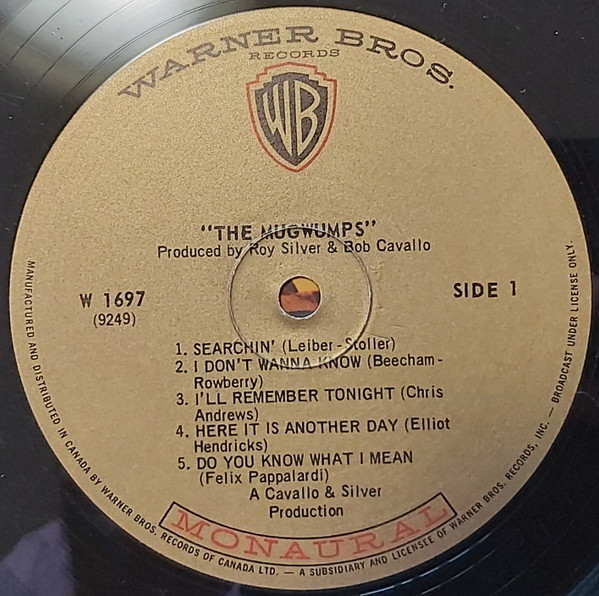 WARNER BROS.
RECORDS
WB
"THE MUGWUMPS"
Produced by Roy Silver & Bob Cavallo
W 1697
(9249)
SIDE 1
1. SEARCHIN' (Leiber-Stoller)
2. I DON'T WANNA KNOW (Beecham-
Rowberry)
3. I'LL REMEMBER TONIGHT (Chris
Andrews)
4. HERE IT IS ANOTHER DAY (Elliot
Hendricks)
5. DO YOU KNOW WHAT I MEAN
(Felix Pappalardi)
A Cavallo & Silver
Production
MONAURAL
MANUFACTURED AND DISTRIBUTED IN CANADA BY WARNER BROS. RECORDS OF CANADA LTD. — A SUBSIDIARY AND LICENSEE OF WARNER BROS. RECORDS, INC. — BROADCAST UNDER LICENSE ONLY.